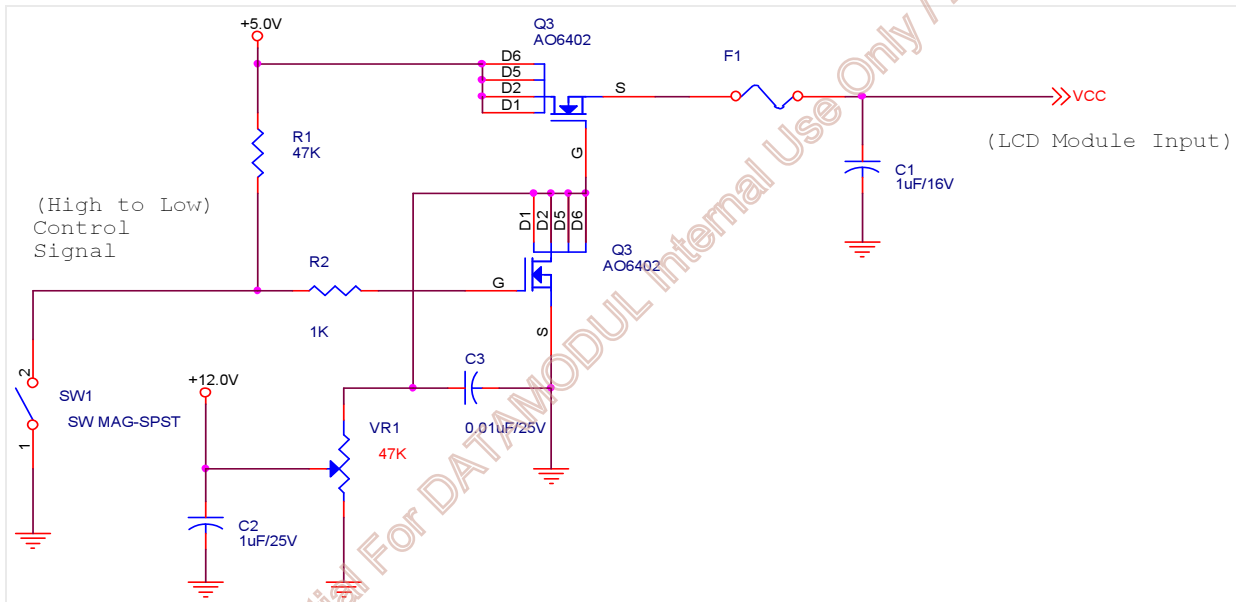 +5.0V
Q3
AO6402
D6
D5
D2
D1
S
G
F1
VCC
(LCD Module Input)
R1
47K
C1
1uF/16V
(High to Low)
Control
Signal
D1
D2
D5
D6
Q3
AO6402
R2
G
1K
S
2
SW1
SW MAG-SPST
1
+12.0V
C3
0.01uF/25V
VR1
47K
C2
1uF/25V
ial For DATAMODUL Internal Use Only /